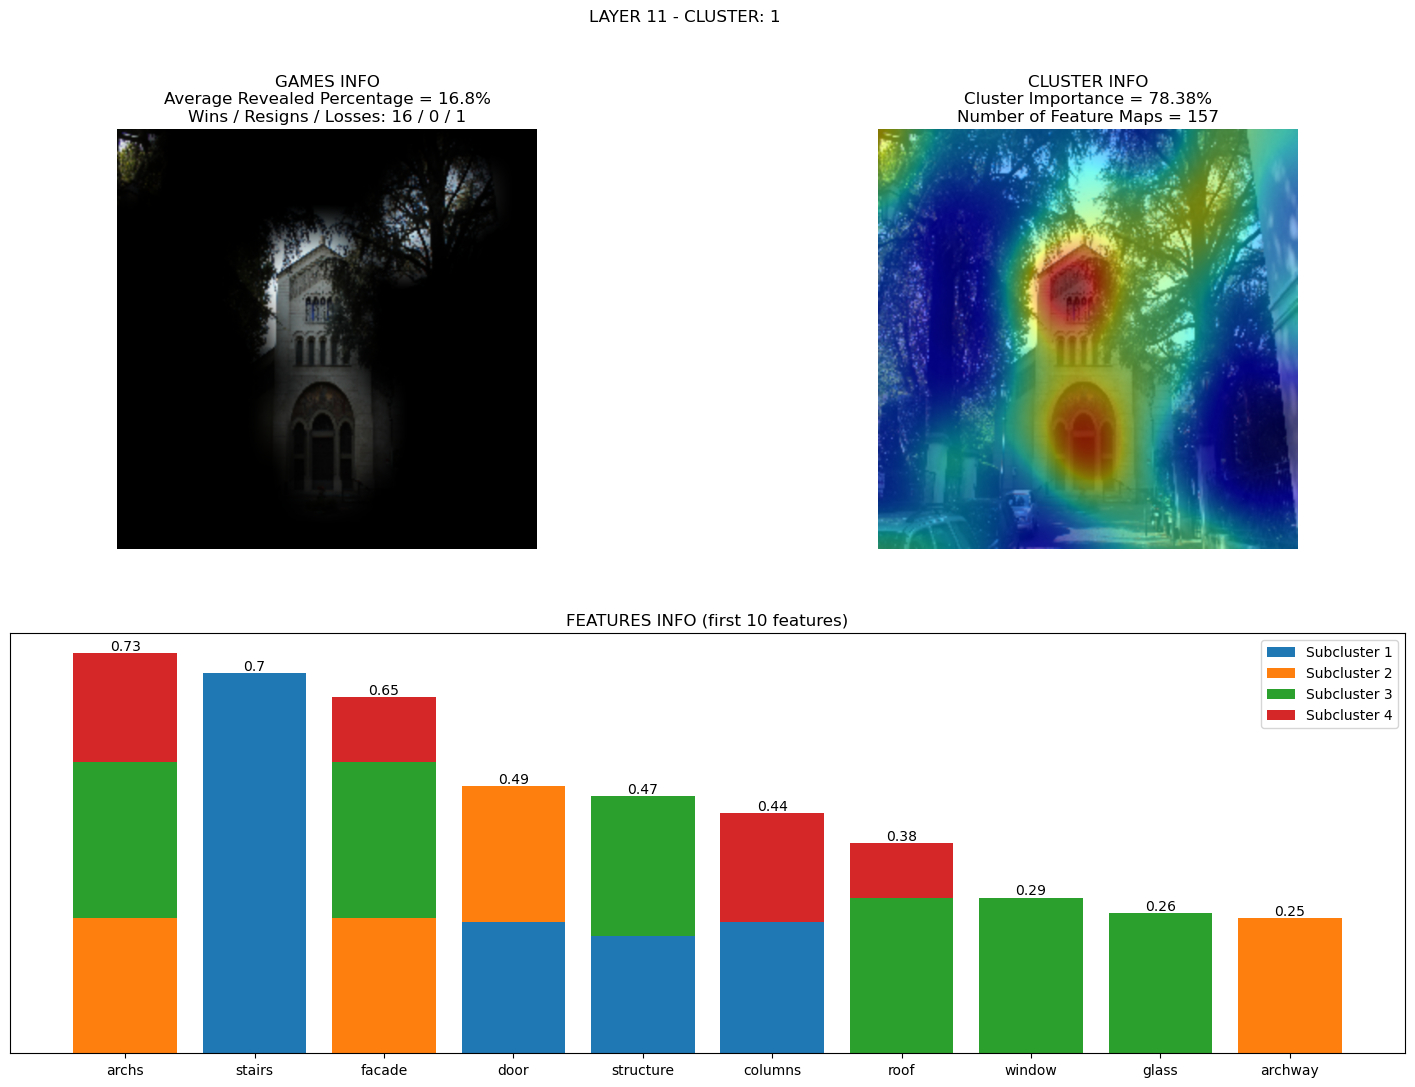 LAYER 11 - CLUSTER: 1
GAMES INFO
Average Revealed Percentage = 16.8%
Wins / Resigns / Losses: 16 / 0 / 1
CLUSTER INFO
Cluster Importance = 78.38%
Number of Feature Maps = 157
FEATURES INFO (first 10 features)
0.73
0.7
0.65
0.49
0.47
0.44
0.38
0.29
0.26
0.25
Subcluster 1
Subcluster 2
Subcluster 3
Subcluster 4
archs stairs facade door structure columns roof window glass archway